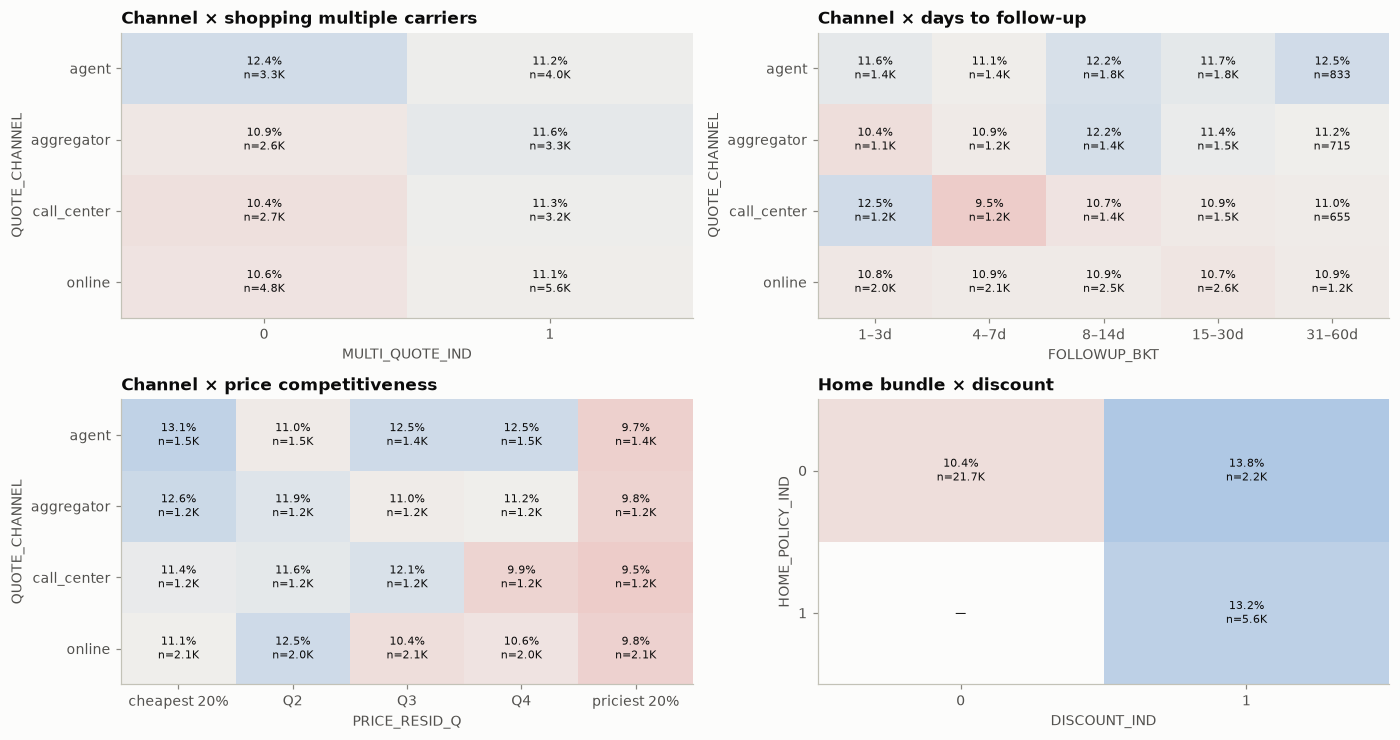 Channel × shopping multiple carriers
QUOTE_CHANNEL
agent
12.4%
n=3.3K
11.2%
n=4.0K
aggregator
10.9%
n=2.6K
11.6%
n=3.3K
call_center
10.4%
n=2.7K
11.3%
n=3.2K
online
10.6%
n=4.8K
11.1%
n=5.6K
0
1
MULTI_QUOTE_IND
Channel × days to follow-up
QUOTE_CHANNEL
agent
11.6%
n=1.4K
11.1%
n=1.4K
12.2%
n=1.8K
11.7%
n=1.8K
12.5%
n=833
aggregator
10.4%
n=1.1K
10.9%
n=1.2K
12.2%
n=1.4K
11.4%
n=1.5K
11.2%
n=715
call_center
12.5%
n=1.2K
9.5%
n=1.2K
10.7%
n=1.4K
10.9%
n=1.5K
11.0%
n=655
online
10.8%
n=2.0K
10.9%
n=2.1K
10.9%
n=2.5K
10.7%
n=2.6K
10.9%
n=1.2K
1–3d
4–7d
8–14d
15–30d
31–60d
FOLLOWUP_BKT
Channel × price competitiveness
QUOTE_CHANNEL
agent
13.1%
n=1.5K
11.0%
n=1.5K
12.5%
n=1.4K
12.5%
n=1.5K
9.7%
n=1.4K
aggregator
12.6%
n=1.2K
11.9%
n=1.2K
11.0%
n=1.2K
11.2%
n=1.2K
9.8%
n=1.2K
call_center
11.4%
n=1.2K
11.6%
n=1.2K
12.1%
n=1.2K
9.9%
n=1.2K
9.5%
n=1.2K
online
11.1%
n=2.1K
12.5%
n=2.0K
10.4%
n=2.1K
10.6%
n=2.0K
9.8%
n=2.1K
cheapest 20%
Q2
Q3
Q4
priciest 20%
PRICE_RESID_Q
Home bundle × discount
HOME_POLICY_IND
0
10.4%
n=21.7K
13.8%
n=2.2K
1
—
13.2%
n=5.6K
0
1
DISCOUNT_IND